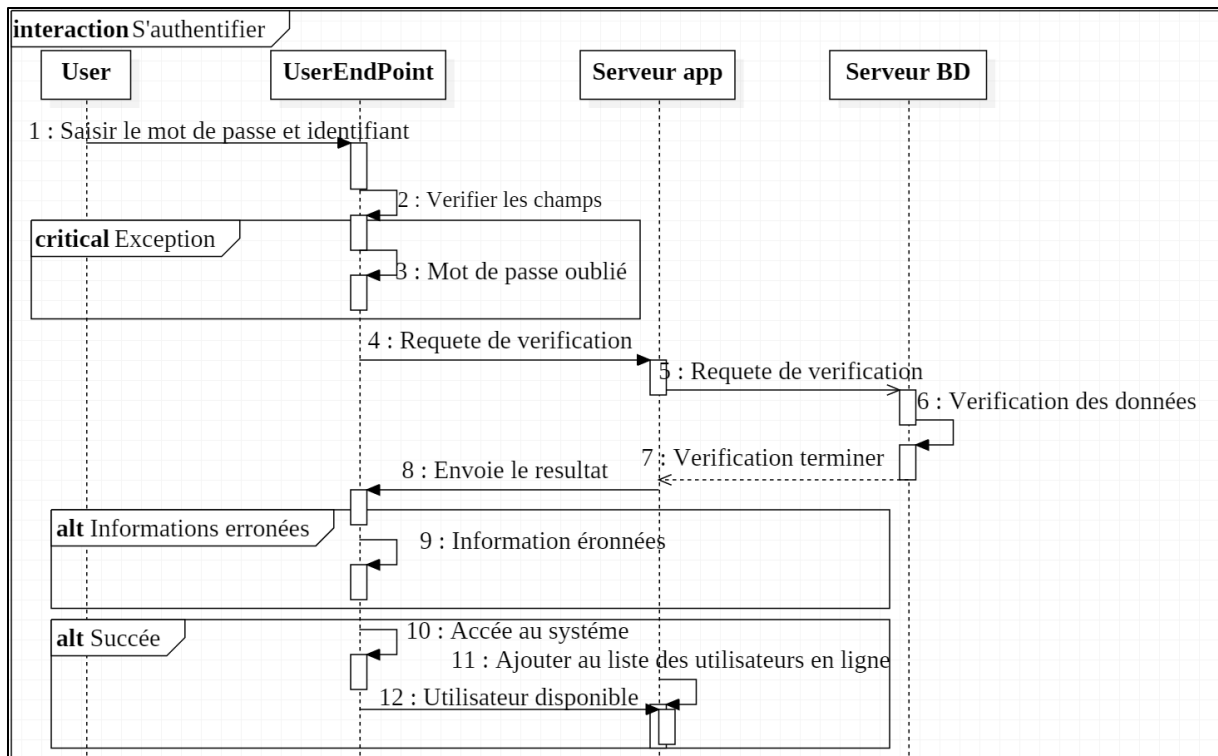 interaction S'authentifier
User
UserEndPoint
Serveur app
Serveur BD
1 : Saisir le mot de passe et identifiant
2 : Verifier les champs
critical Exception
3 : Mot de passe oublié
4 : Requete de verification
5 : Requete de verification
6 : Verification des données
7 : Verification terminer
8 : Envoie le resultat
alt Informations erronées
9 : Information éronnées
alt Succée
10 : Accée au systéme
11 : Ajouter au liste des utilisateurs en ligne
12 : Utilisateur disponible